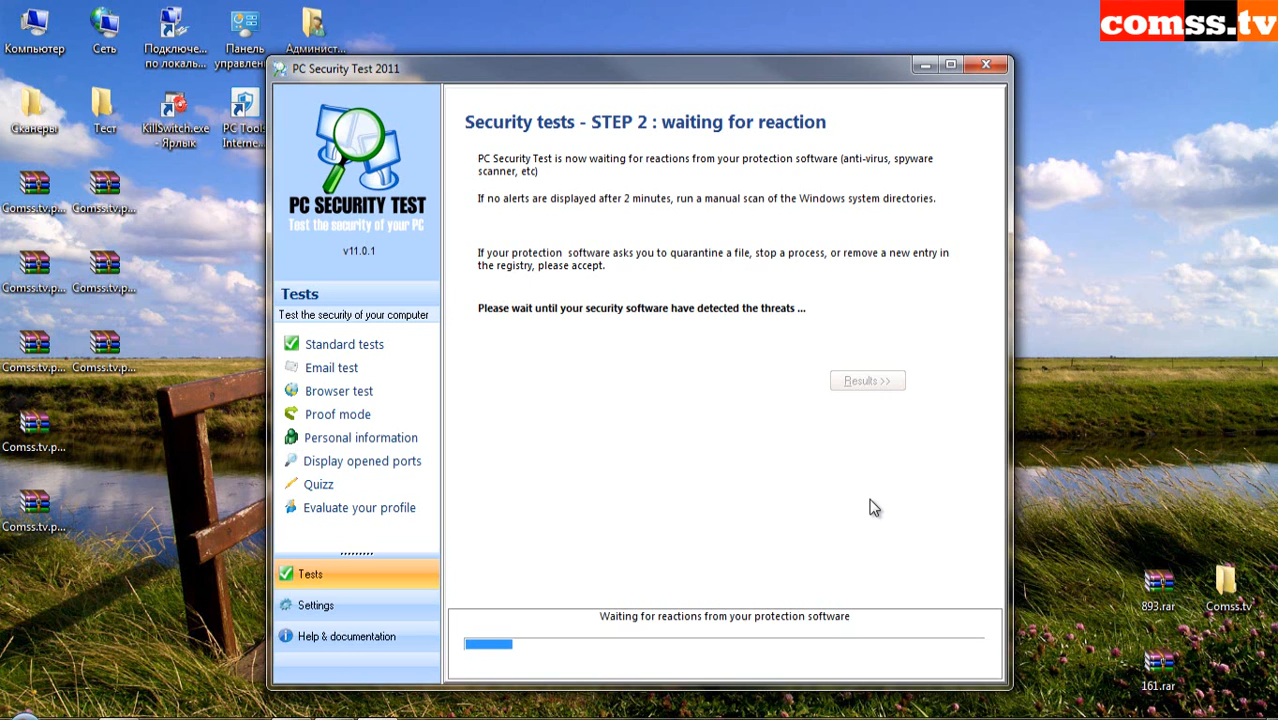 comss.tv
Компьютер
Сеть
Подключе...
по локаль...
Панель
управлен
Админист...
Сканеры
Тест
KillSwitch.exe
- Ярлык
PC Tools
Interne...
Comss.tv.p...
Comss.tv.p...
Comss.tv.p...
Comss.tv.p...
Comss.tv.p...
Comss.tv.p...
Comss.tv.p...
Comss.tv.p...
PC Security Test 2011
PC SECURITY TEST
Test the security of your PC
v11.0.1
Tests
Test the security of your computer
Standard tests
Email test
Browser test
Proof mode
Personal information
Display opened ports
Quizz
Evaluate your profile
Tests
Settings
Help & documentation
Security tests - STEP 2 : waiting for reaction
PC Security Test is now waiting for reactions from your protection software (anti-virus, spyware
scanner, etc)
If no alerts are displayed after 2 minutes, run a manual scan of the Windows system directories.
If your protection software asks you to quarantine a file, stop a process, or remove a new entry in
the registry, please accept.
Please wait until your security software have detected the threats ...
Results >>
Waiting for reactions from your protection software
893.rar
Comss.tv
161.rar